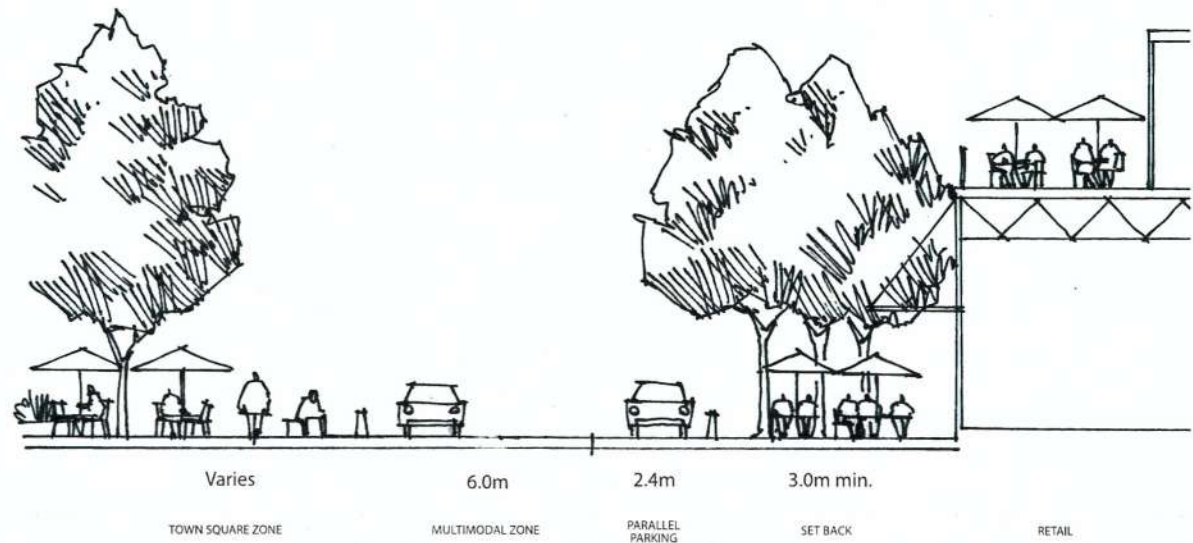 Varies
6.0m
2.4m
3.0m min.
TOWN SQUARE ZONE
MULTIMODAL ZONE
PARALLEL
PARKING
SET BACK
RETAIL